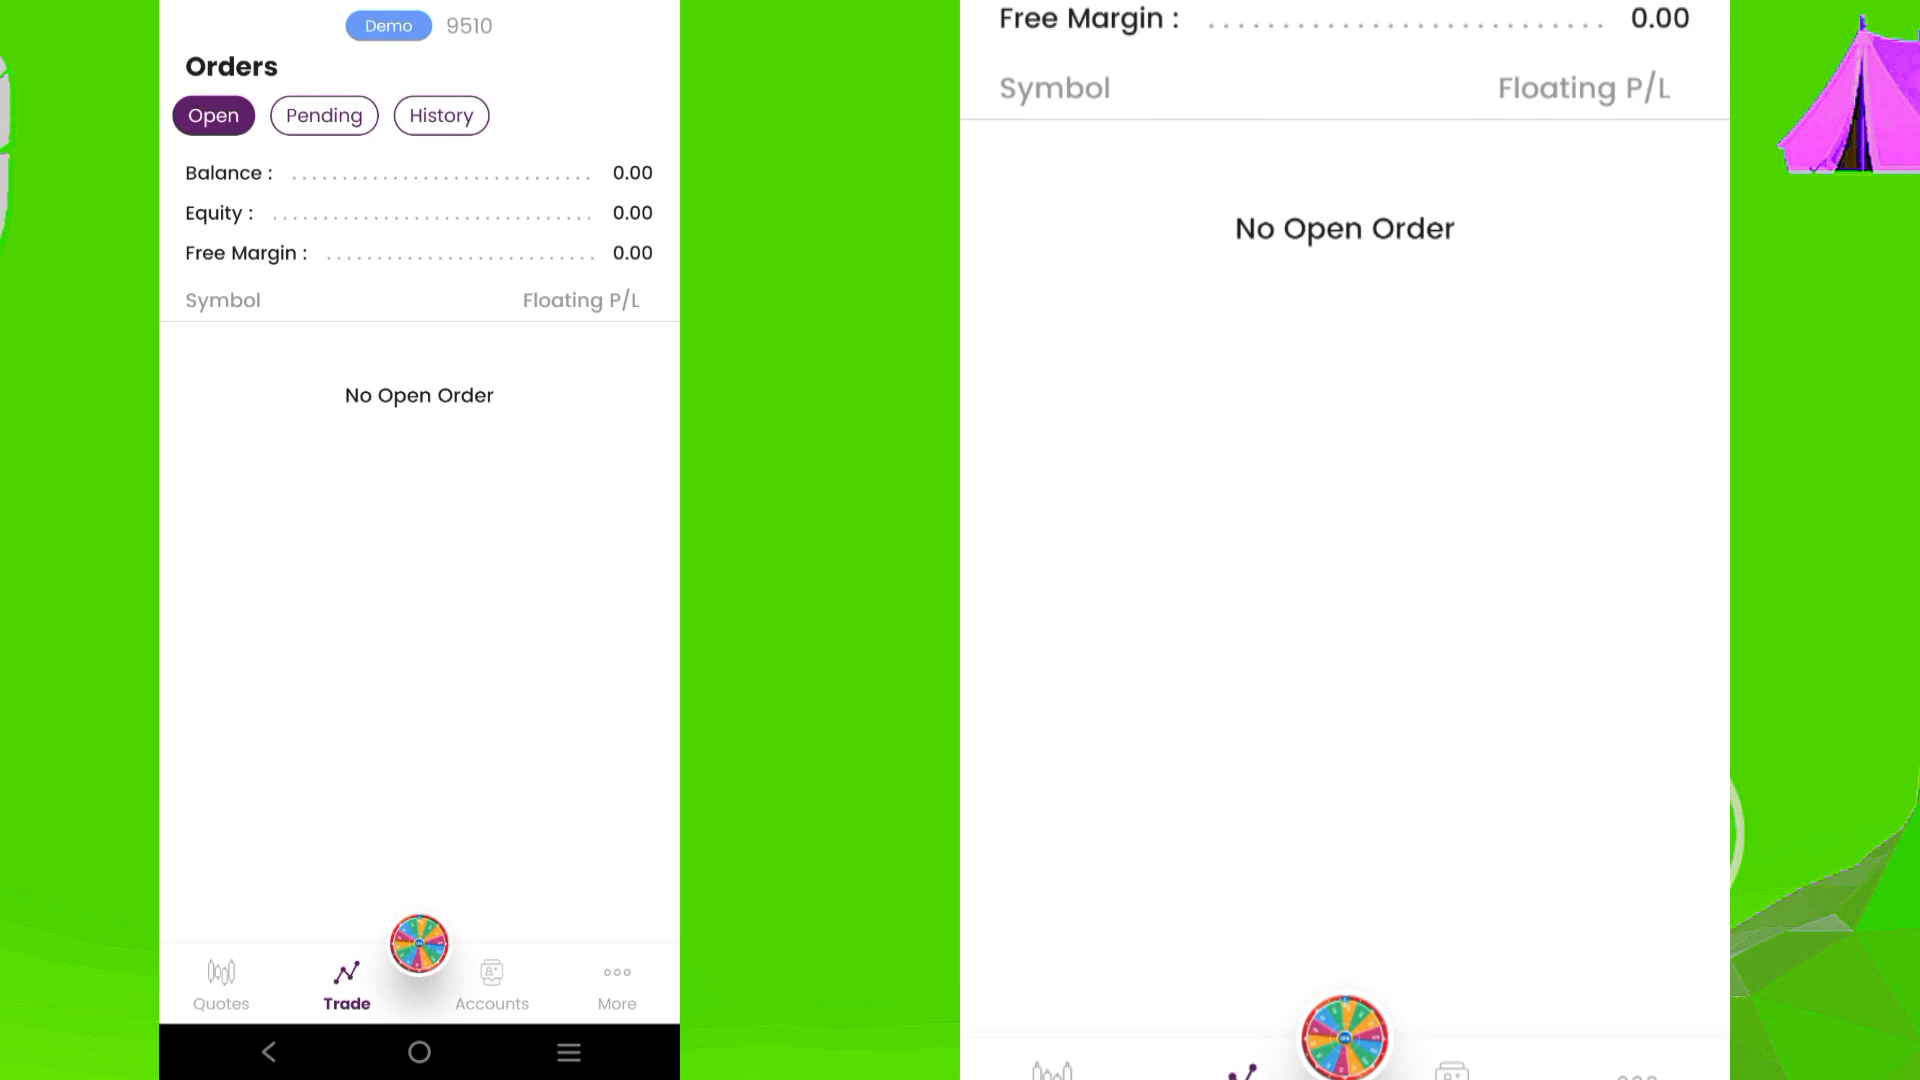 Demo 9510
Orders
Open Pending History
Balance : ............................. 0.00
Equity : ............................... 0.00
Free Margin : .......................... 0.00
Symbol Floating P/L
No Open Order
Quotes Trade Accounts More
Free Margin : .......................... 0.00
Symbol Floating P/L
No Open Order